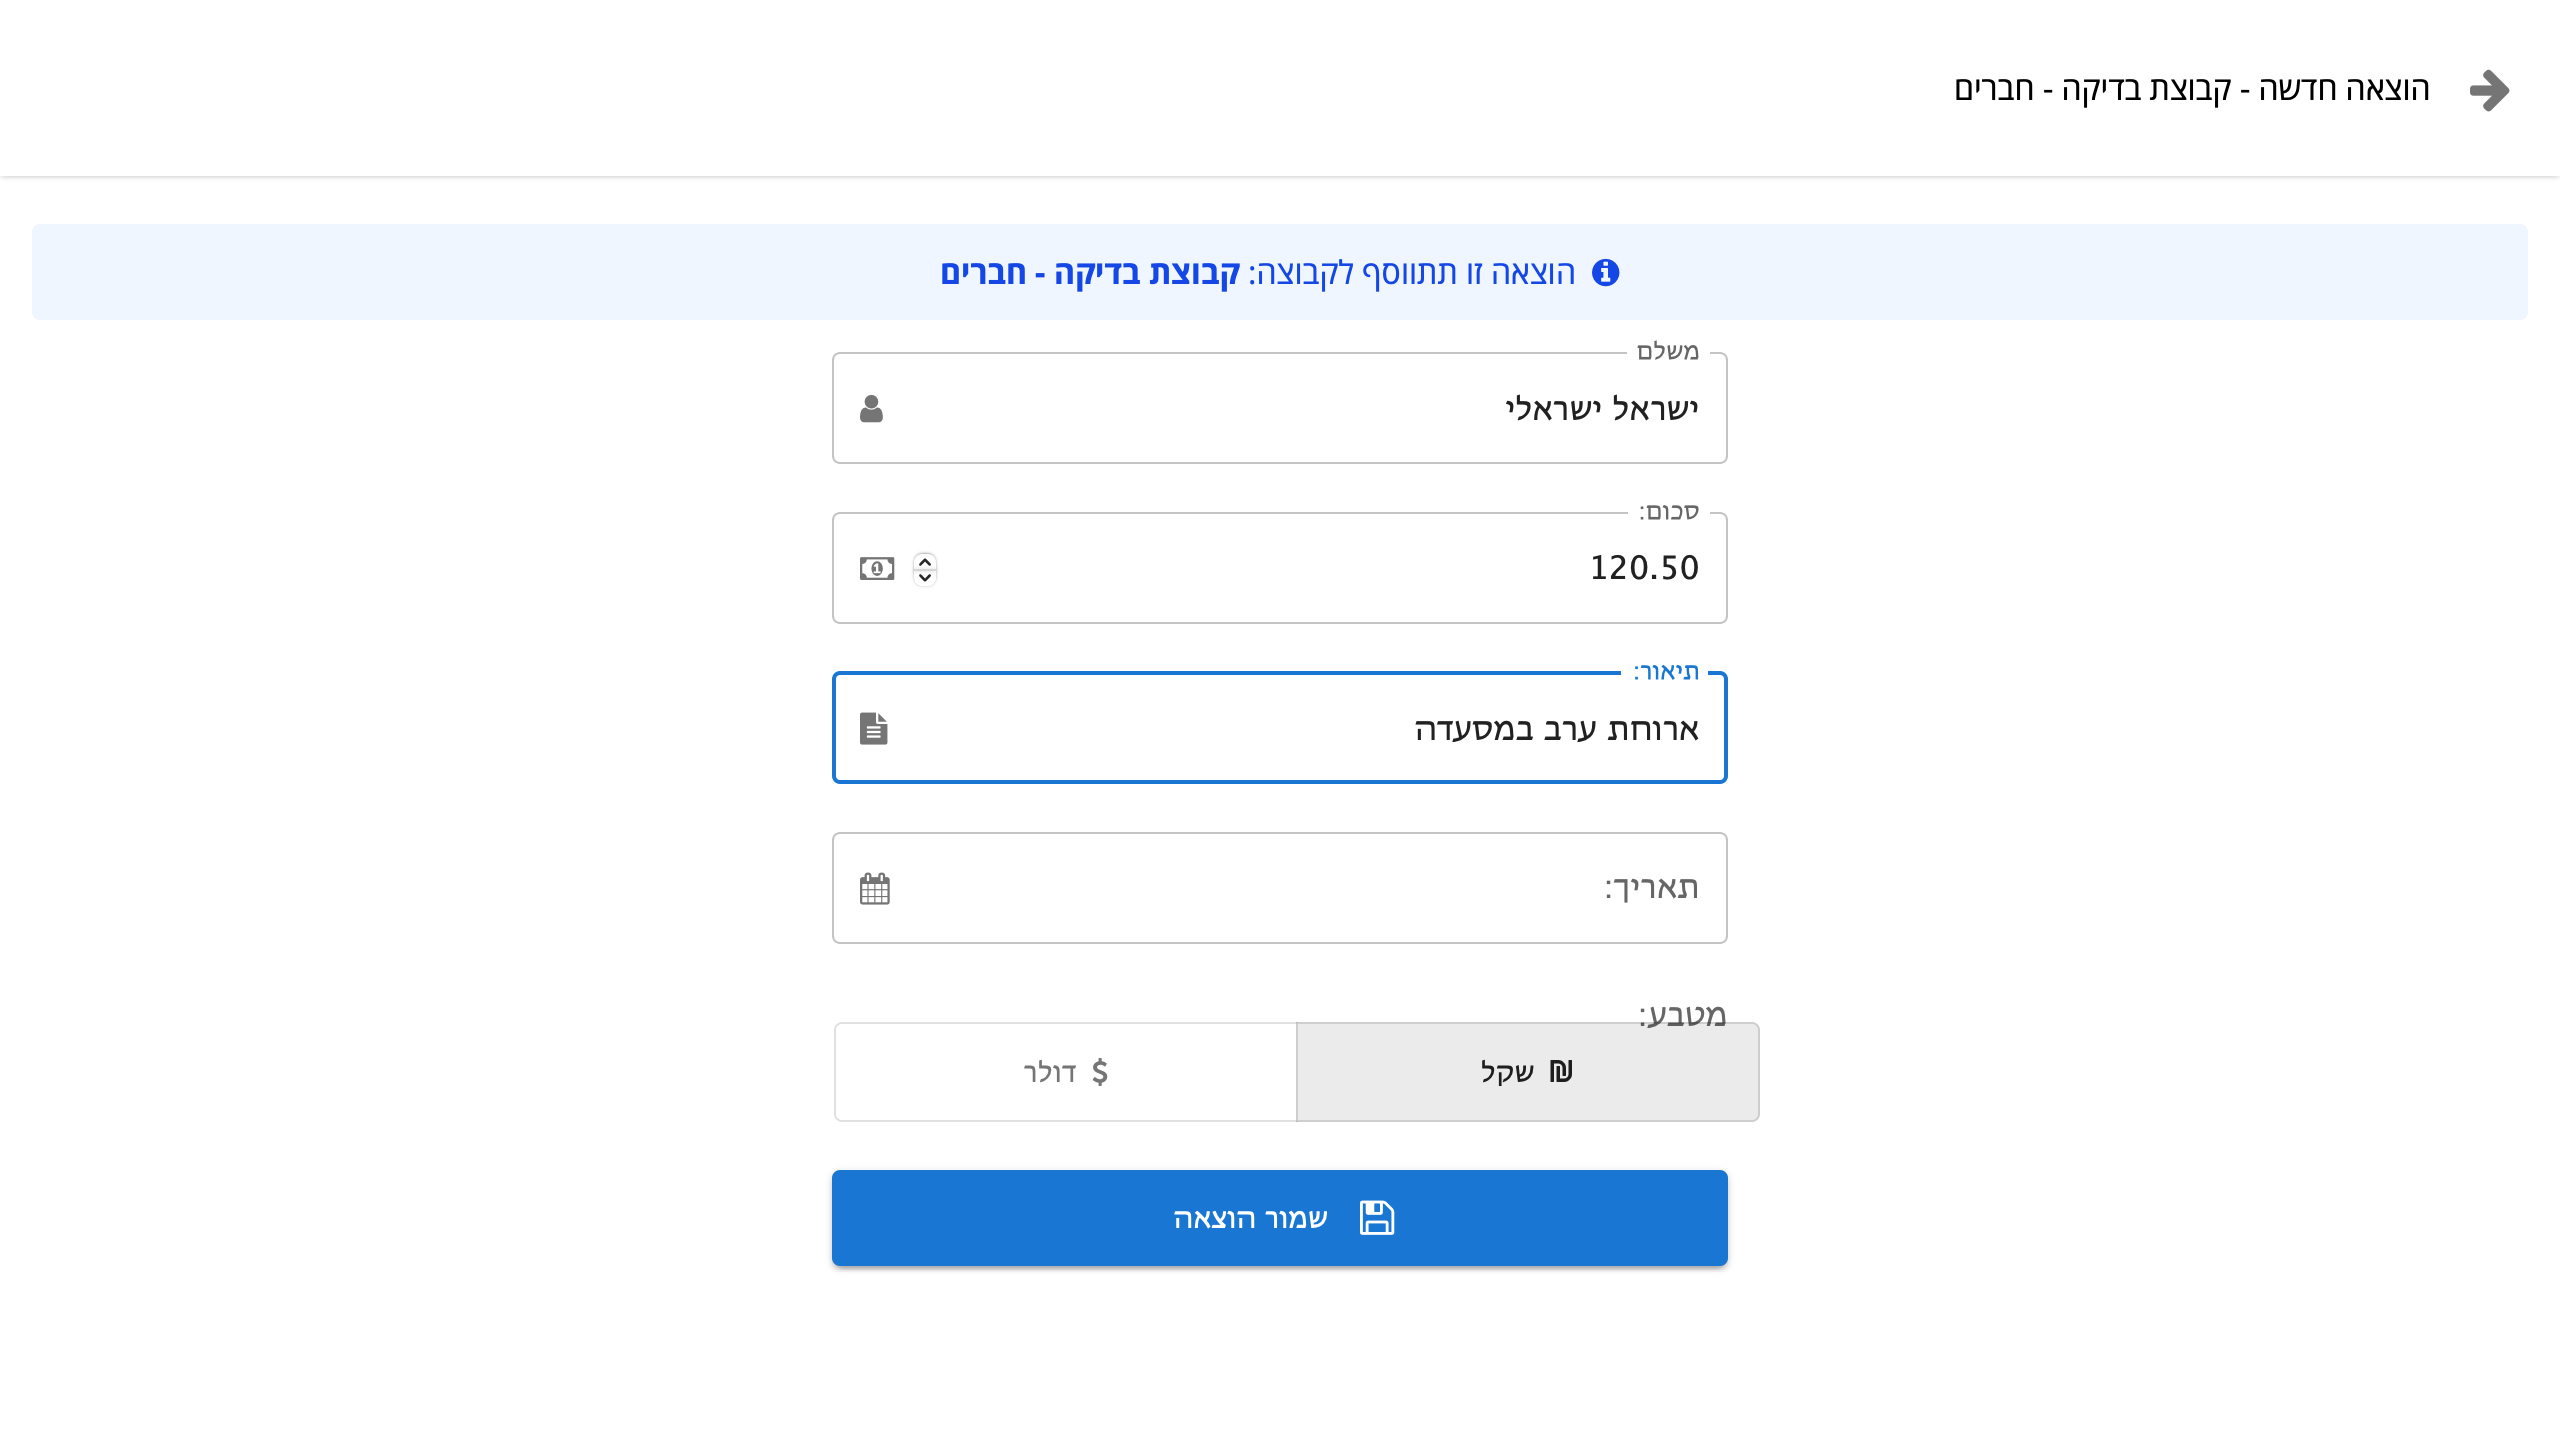 הוצאה חדשה - קבוצת בדיקה - חברים
הוצאה זו תתווסף לקבוצה: קבוצת בדיקה - חברים
משלם
ישראל ישראלי
סכום:
120.50
תיאור:
ארוחת ערב במסעדה
תאריך:
מטבע:
₪ שקל
$ דולר
שמור הוצאה